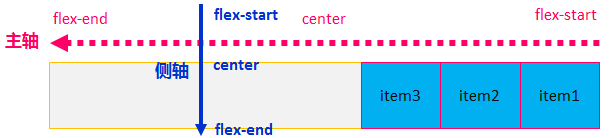 flex-end flex-start center flex-start
主轴
侧轴 center
item3 item2 item1
flex-end